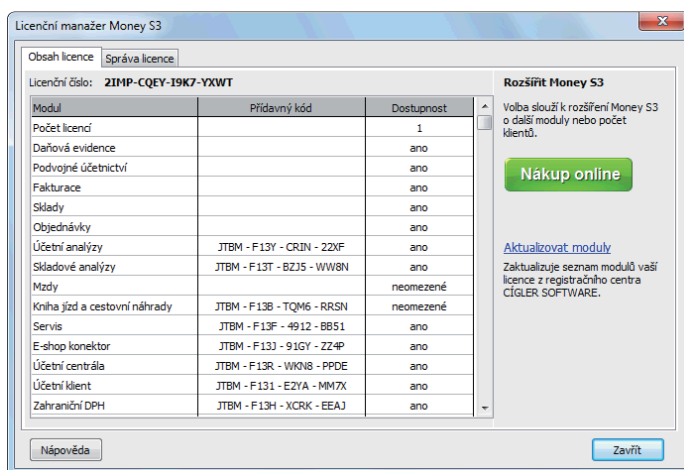 Licenční manažer Money S3
Obsah licence
Správa licence
Licenční číslo: 2IMP-CQEY-I9K7-YXWT
Modul Přídavný kód Dostupnost
Počet licencí 1
Daňová evidence ano
Podvojné účetnictví ano
Fakturace ano
Sklady ano
Objednávky ano
Účetní analýzy JTBM - F13Y - CRIN - 22XF ano
Skladové analýzy JTBM - F13T - BZJ5 - WW8N ano
Mzdy neomezené
Kniha jízd a cestovní náhrady JTBM - F13B - TQM6 - RRSN neomezené
Servis JTBM - F13F - 4912 - BB51 ano
E-shop konektor JTBM - F13J - 91GY - ZZ4P ano
Účetní centrála JTBM - F13R - WKN8 - PPDE ano
Účetní klient JTBM - F131 - E2YA - MM7X ano
Zahraniční DPH JTBM - F13H - XCRK - EEAJ ano
Rozšířit Money S3
Volba slouží k rozšíření Money S3
o další moduly nebo počet
klientů.
Nákup online
Aktualizovat moduly
Zaktualizuje seznam modulů vaší
licence z registračního centra
CÍGLER SOFTWARE.
Nápověda
Zavřít